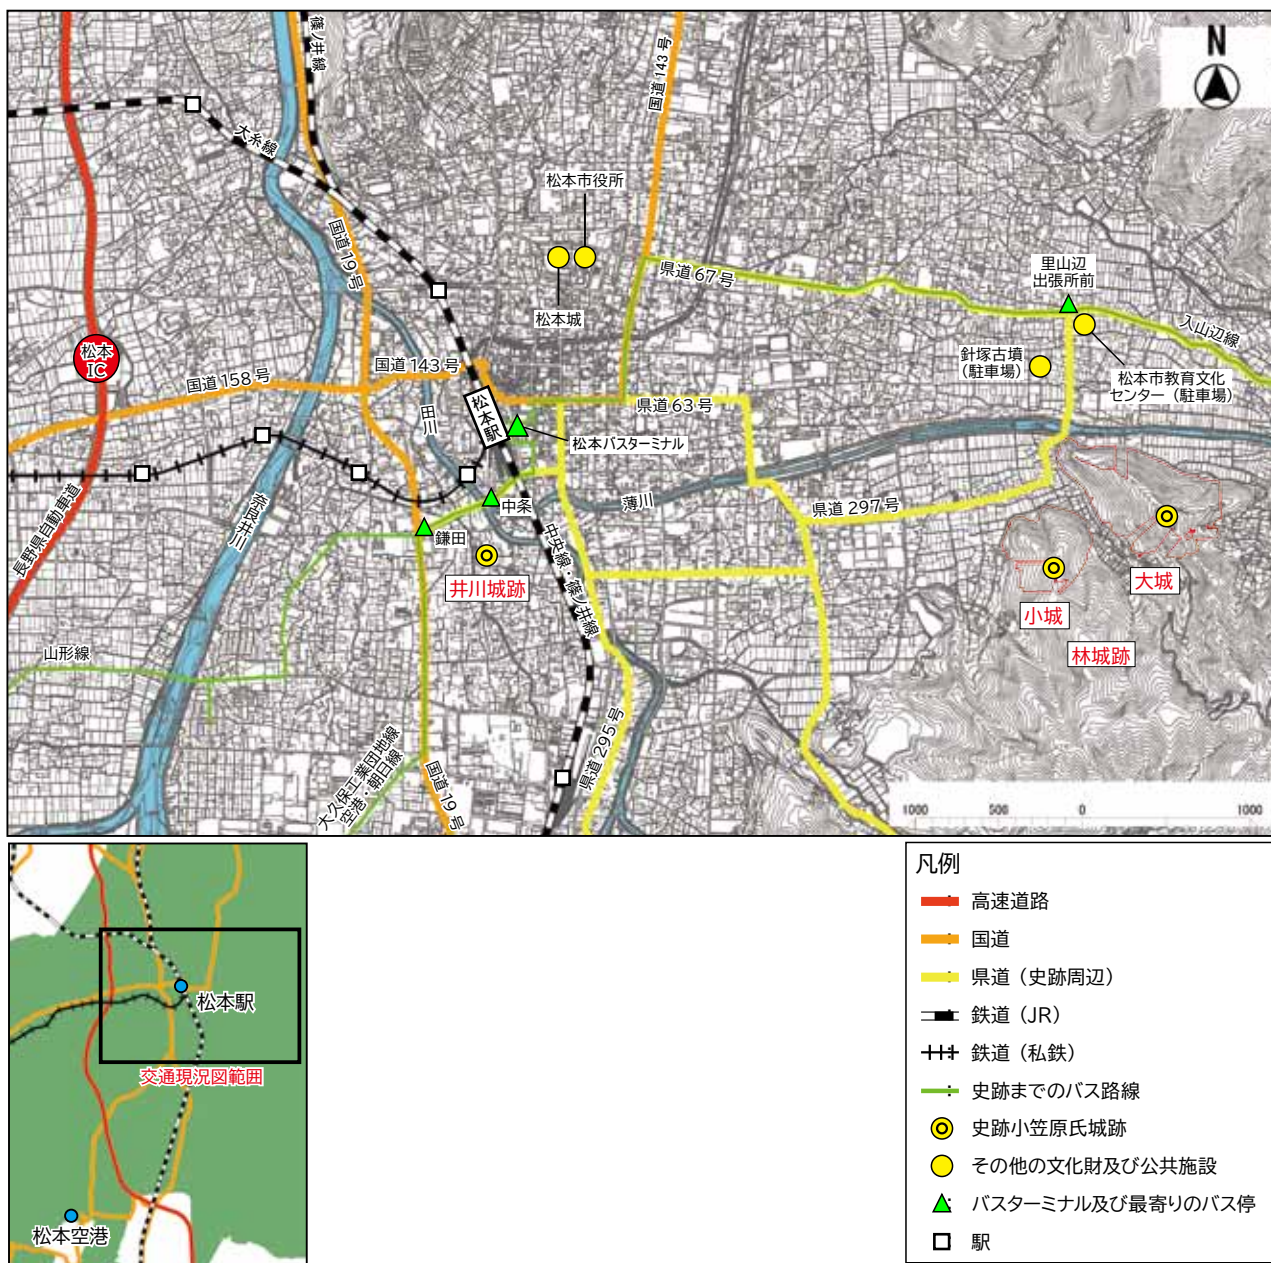 N
篠ノ井線
国道143号
大糸線
松本市役所
国道19号
松本城
県道67号
里山辺
出張所前
入山辺線
松本
IC
国道158号
国道143号
針塚古墳
（駐車場）
松本市教育文化
センター（駐車場）
松本駅
田川
県道63号
松本バスターミナル
中条
薄川
県道297号
奈良井川
長野県自動車道
鎌田
井川城跡
中央線・篠ノ井線
大城
小城
林城跡
山形線
大久保工業団地線
空港・朝日線
国道19号
県道295号
1000 500 0 1000
松本駅
交通現況図範囲
松本空港
凡例
高速道路
国道
県道（史跡周辺）
鉄道（JR）
鉄道（私鉄）
史跡までのバス路線
史跡小笠原氏城跡
その他の文化財及び公共施設
バスターミナル及び最寄りのバス停
駅